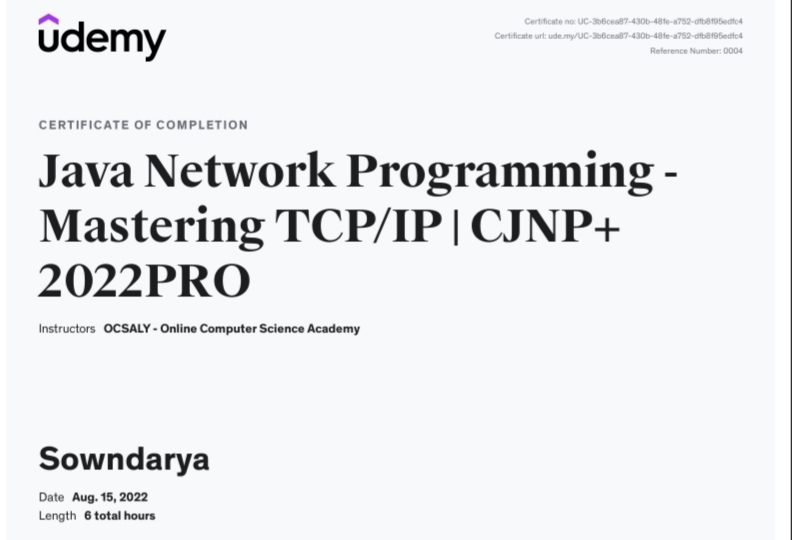 udemy
Certificate no: UC-3b6cea87-430b-48fe-a752-dfb8f95edfc4
Certificate url: ude.my/UC-3b6cea87-430b-48fe-a752-dfb8f95edfc4
Reference Number: 0004
CERTIFICATE OF COMPLETION
Java Network Programming -
Mastering TCP/IP | CJNP+
2022PRO
Instructors OCSALY - Online Computer Science Academy
Sowndarya
Date Aug. 15, 2022
Length 6 total hours